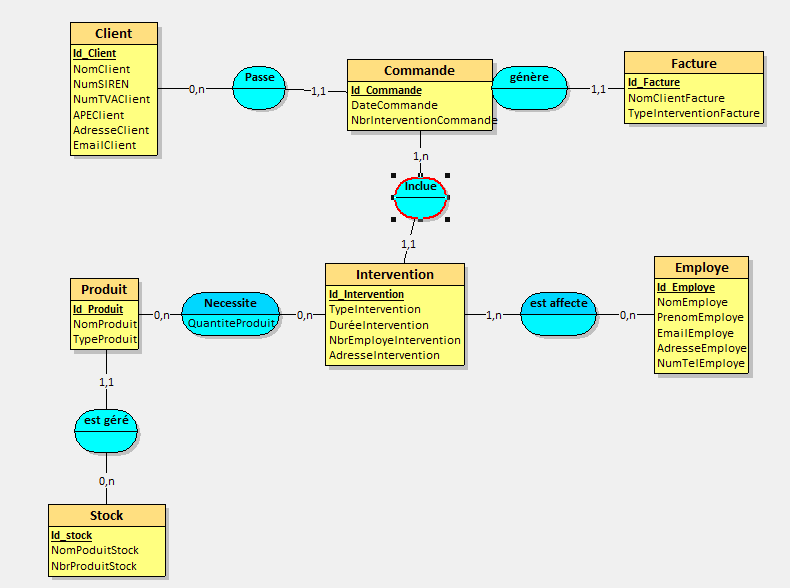 Client
Id_Client
NomClient
NumSIREN
NumTVAClient
APEClient
AdresseClient
EmailClient
0,n
Passe
1,1
Commande
Id_Commande
DateCommande
NbrInterventionCommande
génère
1,1
Facture
Id_Facture
NomClientFacture
TypeInterventionFacture
1,n
Inclue
1,1
Produit
Id_Produit
NomProduit
TypeProduit
0,n
Necessite
QuantiteProduit
0,n
Intervention
Id_Intervention
TypeIntervention
DuréeIntervention
NbrEmployeIntervention
AdresseIntervention
1,n
est affecte
0,n
Employe
Id_Employe
NomEmploye
PrenomEmploye
EmailEmploye
AdresseEmploye
NumTelEmploye
1,1
est géré
0,n
Stock
Id_stock
NomPoduitStock
NbrProduitStock